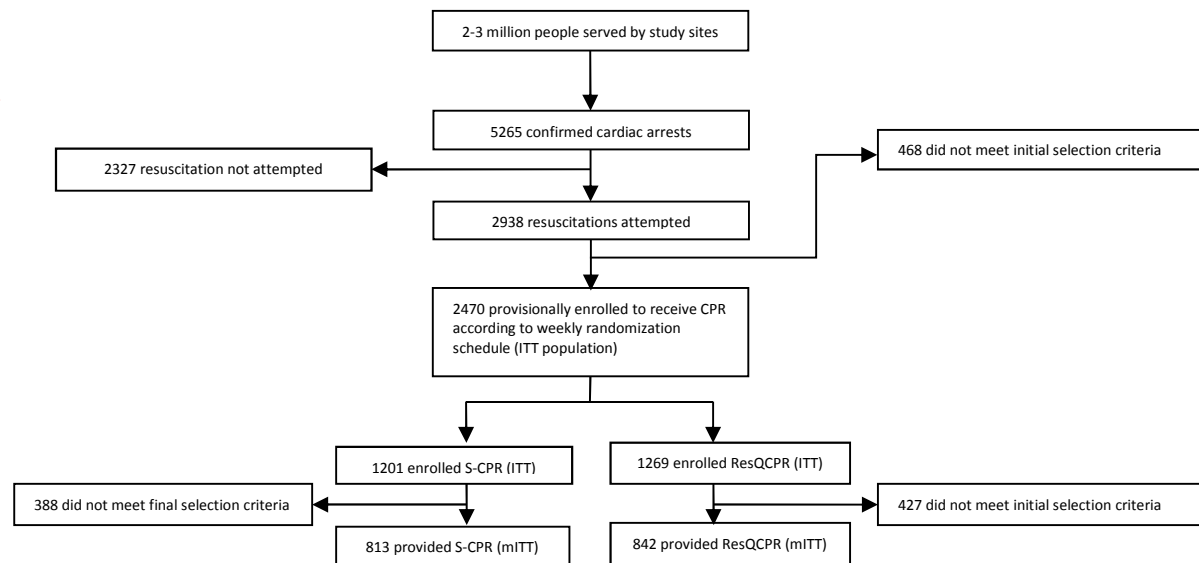 2-3 million people served by study sites
5265 confirmed cardiac arrests
468 did not meet initial selection criteria
2327 resuscitation not attempted
2938 resuscitations attempted
2470 provisionally enrolled to receive CPR
according to weekly randomization
schedule (ITT population)
1201 enrolled S-CPR (ITT)
1269 enrolled ResQCPR (ITT)
388 did not meet final selection criteria
427 did not meet initial selection criteria
813 provided S-CPR (mITT)
842 provided ResQCPR (mITT)